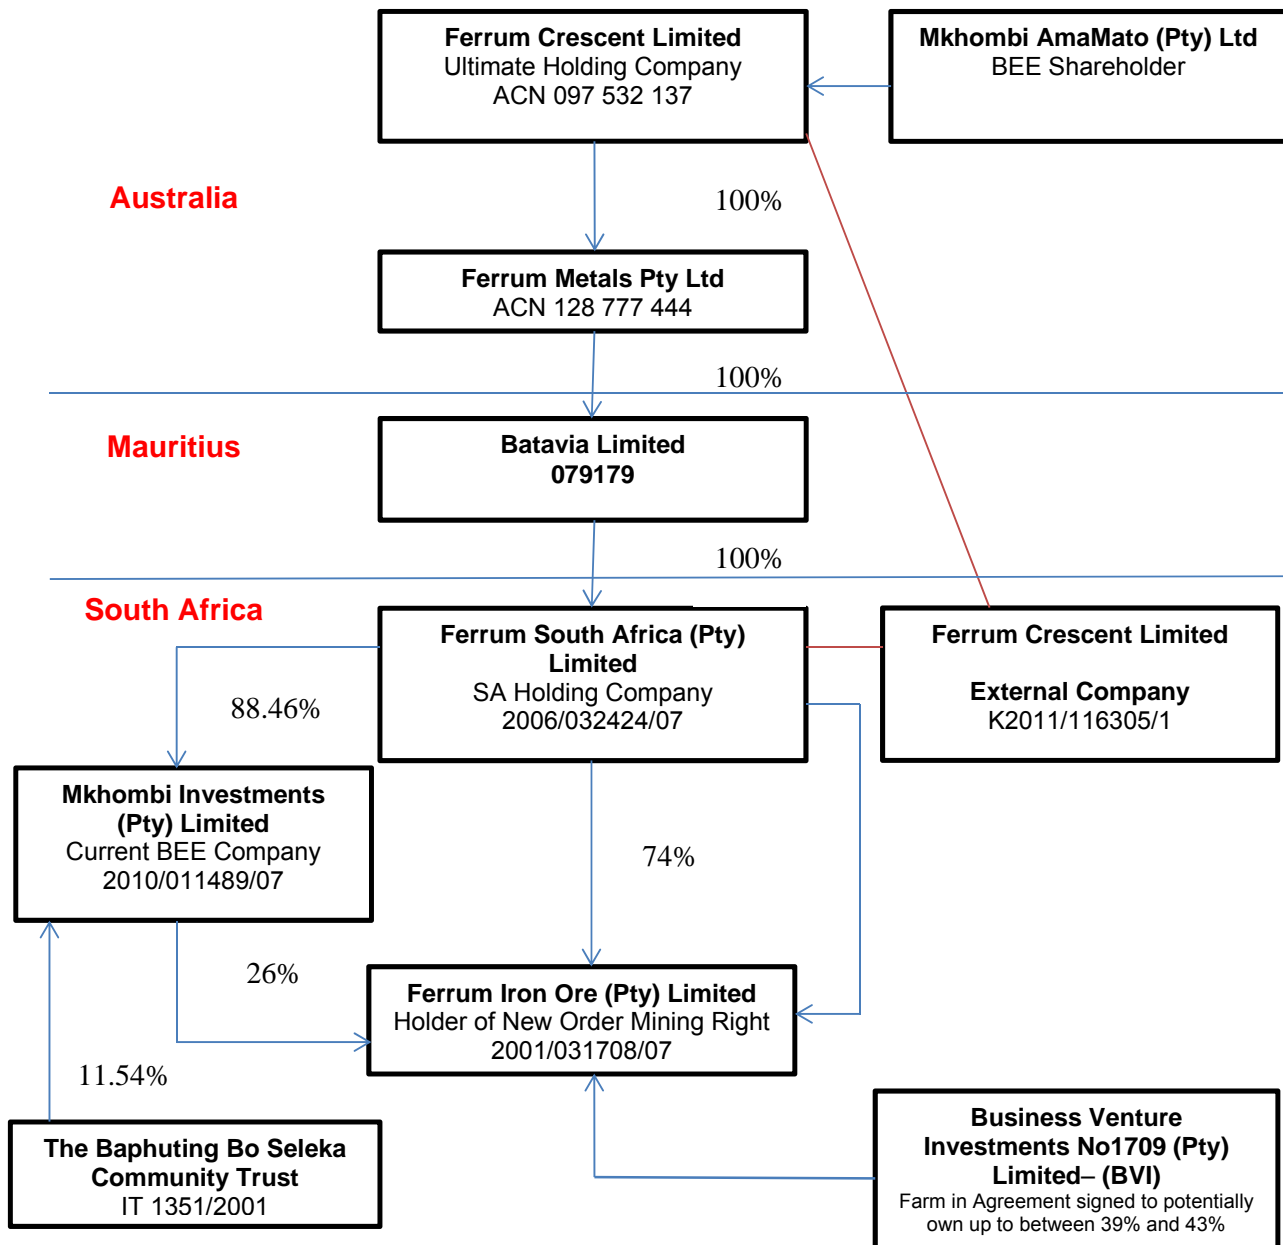 Ferrum Crescent Limited
Ultimate Holding Company
ACN 097 532 137
Mkhombi AmaMato (Pty) Ltd
BEE Shareholder
Australia
100%
Ferrum Metals Pty Ltd
ACN 128 777 444
100%
Mauritius
Batavia Limited
079179
100%
South Africa
Ferrum South Africa (Pty)
Limited
SA Holding Company
2006/032424/07
Ferrum Crescent Limited
External Company
K2011/116305/1
88.46%
Mkhombi Investments
(Pty) Limited
Current BEE Company
2010/011489/07
74%
26%
Ferrum Iron Ore (Pty) Limited
Holder of New Order Mining Right
2001/031708/07
11.54%
The Baphuting Bo Seleka
Community Trust
IT 1351/2001
Business Venture
Investments No1709 (Pty)
Limited– (BVI)
Farm in Agreement signed to potentially
own up to between 39% and 43%